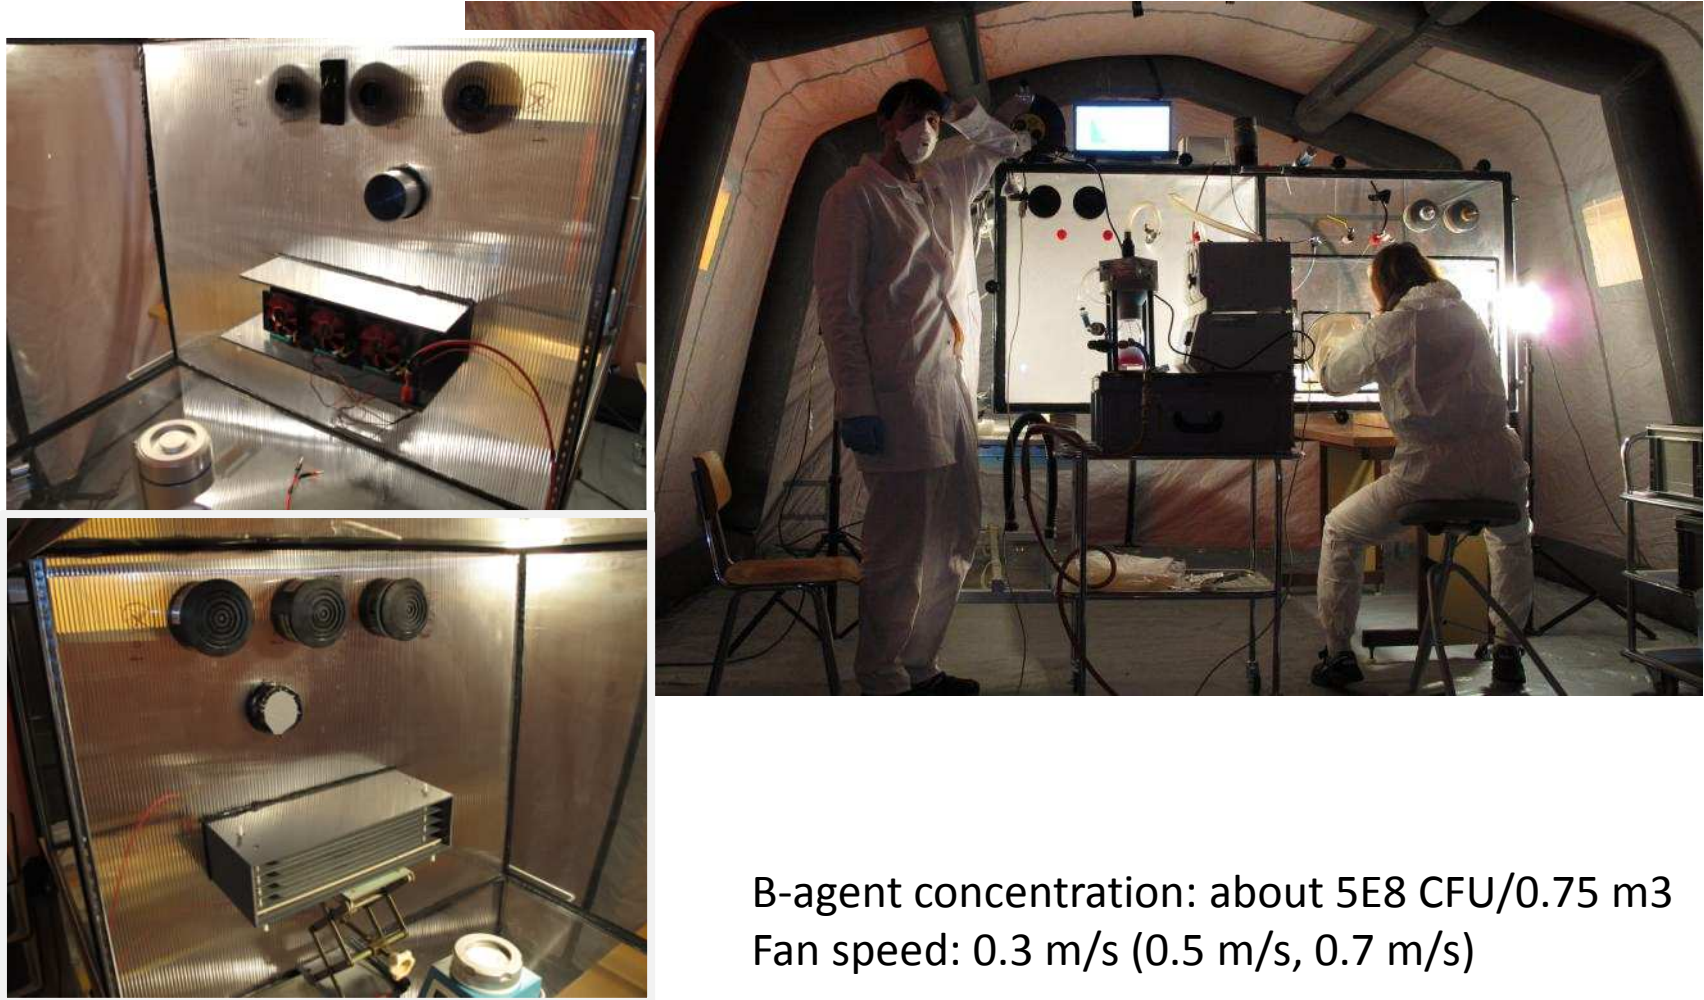 B-agent concentration: about 5E8 CFU/0.75 m3
Fan speed: 0.3 m/s (0.5 m/s, 0.7 m/s)